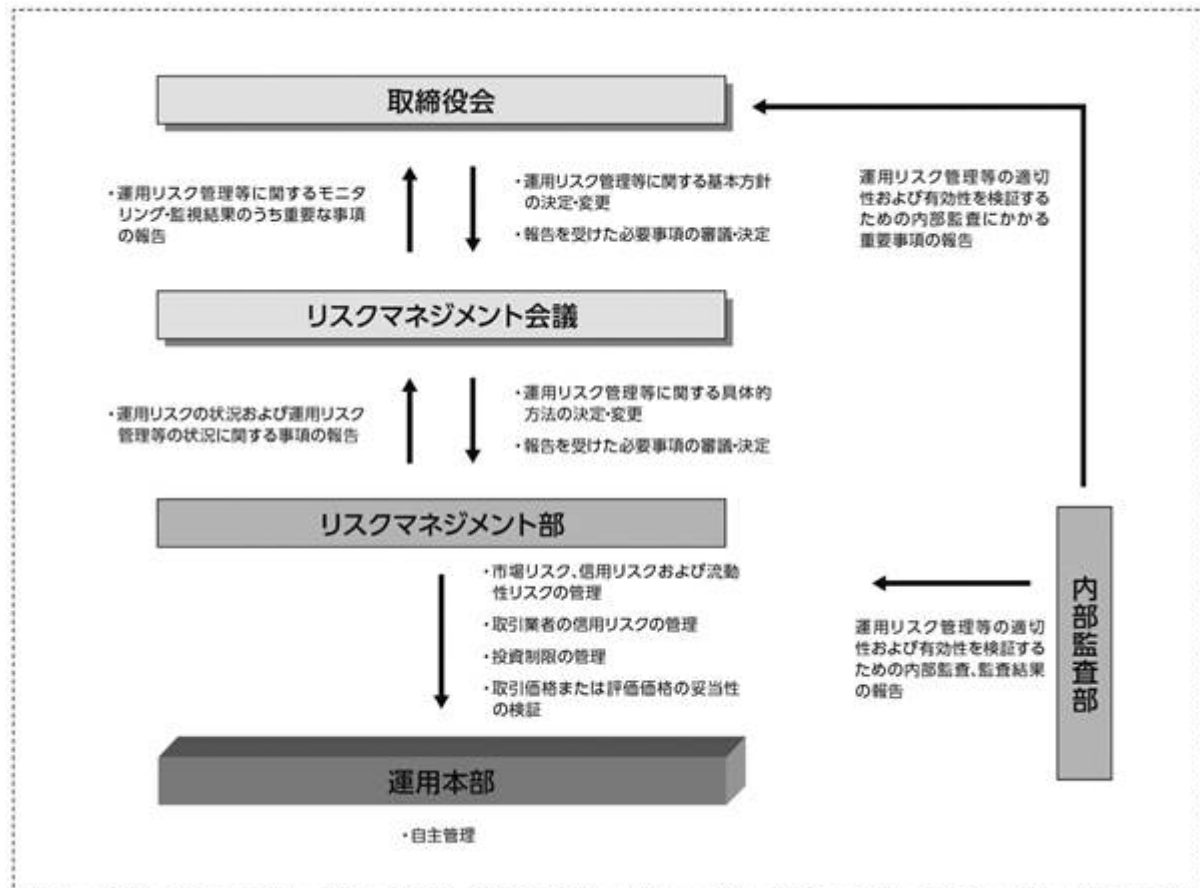 取締役会
・運用リスク管理等に関するモニタ
リング・監視結果のうち重要な事項
の報告
・運用リスク管理等に関する基本方針
の決定・変更
・報告を受けた必要事項の審議・決定
運用リスク管理等の適切
性および有効性を検証する
ための内部監査にかかる
重要事項の報告
リスクマネジメント会議
・運用リスクの状況および運用リスク
管理等の状況に関する事項の報告
・運用リスク管理等に関する具体的
方法の決定・変更
・報告を受けた必要事項の審議・決定
リスクマネジメント部
・市場リスク、信用リスクおよび流動
性リスクの管理
・取引業者の信用リスクの管理
・投資制限の管理
・取引価格または評価価格の妥当性
の検証
運用リスク管理等の適切
性および有効性を検証する
ための内部監査、監査結果
の報告
内部監査部
運用本部
・自主管理